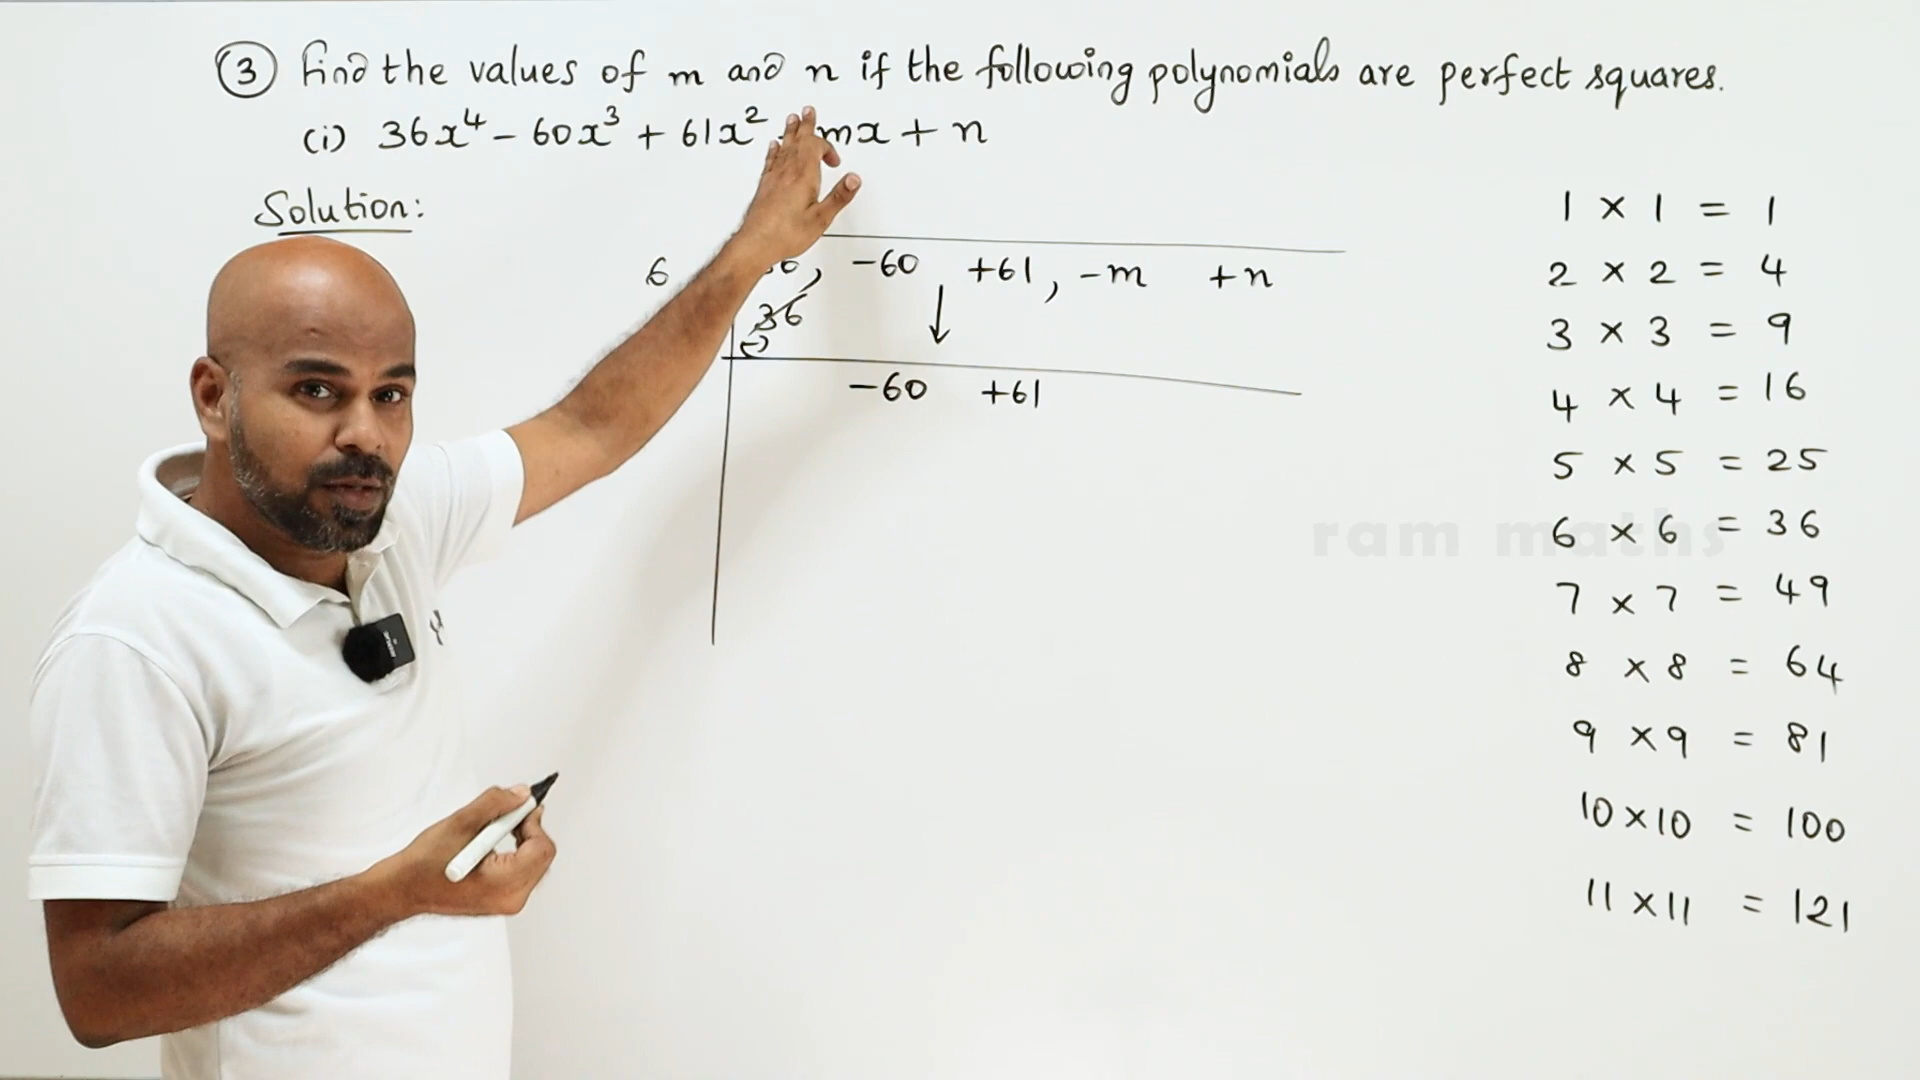 ③ Find the values of m and n if the following polynomials are perfect squares.
(i) 36x⁴ - 60x³ + 61x² mx + n
Solution:
6 -60 +61, -m +n
36
(-)
-60 +61
1 × 1 = 1
2 × 2 = 4
3 × 3 = 9
4 × 4 = 16
5 × 5 = 25
6 × 6 = 36
7 × 7 = 49
8 × 8 = 64
9 × 9 = 81
10 × 10 = 100
11 × 11 = 121
ram maths